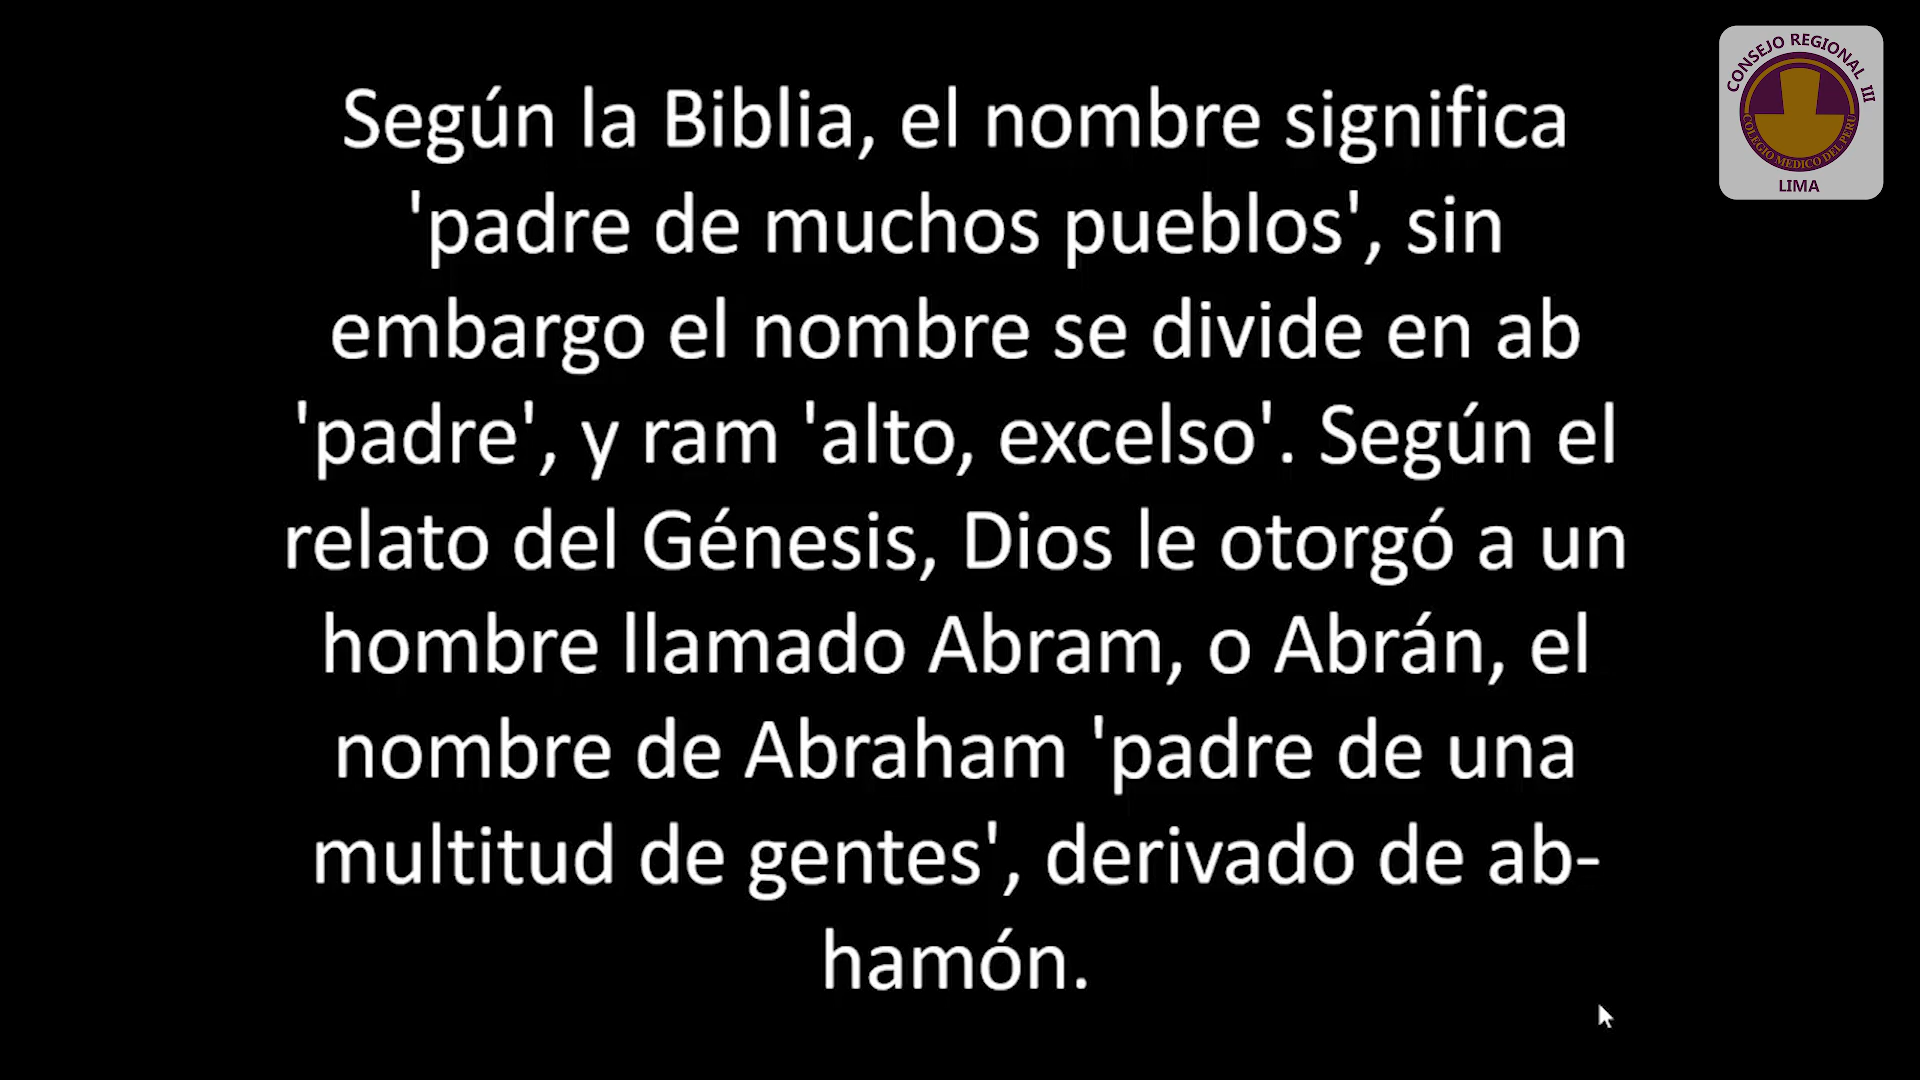 Según la Biblia, el nombre significa
'padre de muchos pueblos', sin
embargo el nombre se divide en ab
'padre', y ram 'alto, excelso'. Según el
relato del Génesis, Dios le otorgó a un
hombre llamado Abram, o Abrán, el
nombre de Abraham 'padre de una
multitud de gentes', derivado de ab-
hamón.
CONSEJO REGIONAL III
COLEGIO MEDICO DEL PERU
LIMA